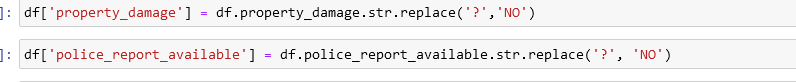 ]: df['property_damage'] = df.property_damage.str.replace('?','NO')
]: df['police_report_available'] = df.police_report_available.str.replace('?', 'NO')